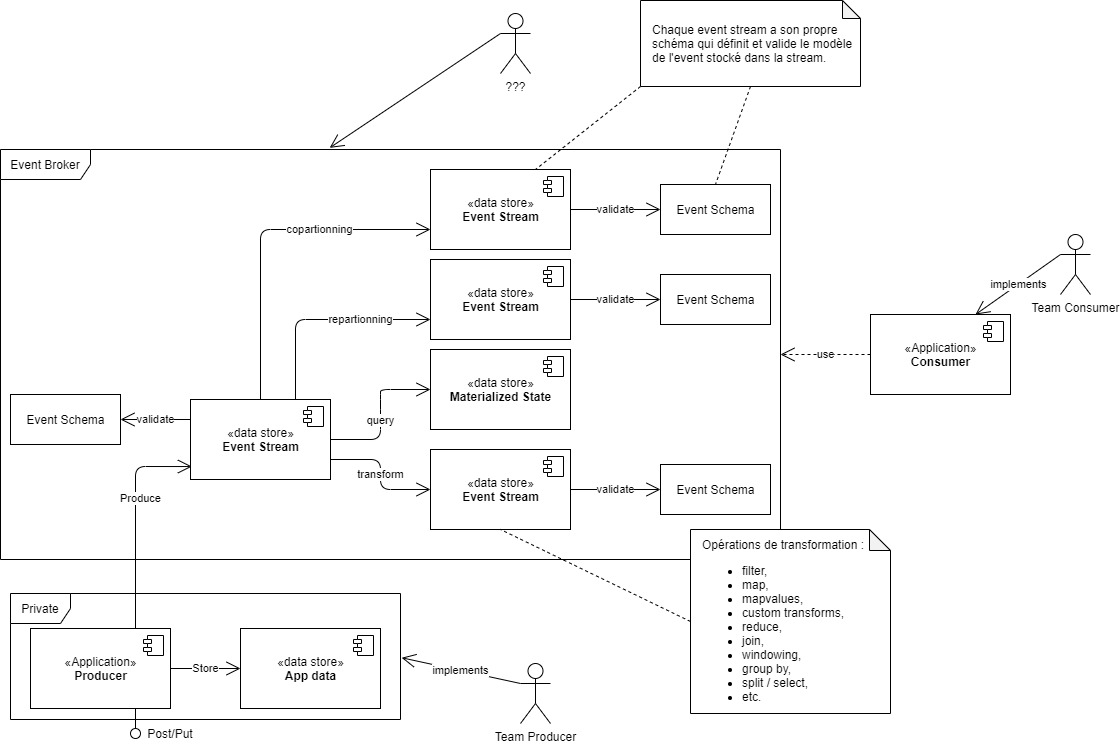 ???
Chaque event stream a son propre
schéma qui définit et valide le modèle
de l'event stocké dans la stream.
Event Broker
«data store»
Event Stream
validate
Event Schema
copartionning
«data store»
Event Stream
validate
Event Schema
repartionning
«data store»
Materialized State
query
Event Schema
validate
«data store»
Event Stream
transform
«data store»
Event Stream
validate
Event Schema
Produce
implements
Team Consumer
«Application»
Consumer
use
Opérations de transformation :
• filter,
• map,
• mapvalues,
• custom transforms,
• reduce,
• join,
• windowing,
• group by,
• split / select,
• etc.
Private
«Application»
Producer
Store
«data store»
App data
implements
Team Producer
Post/Put